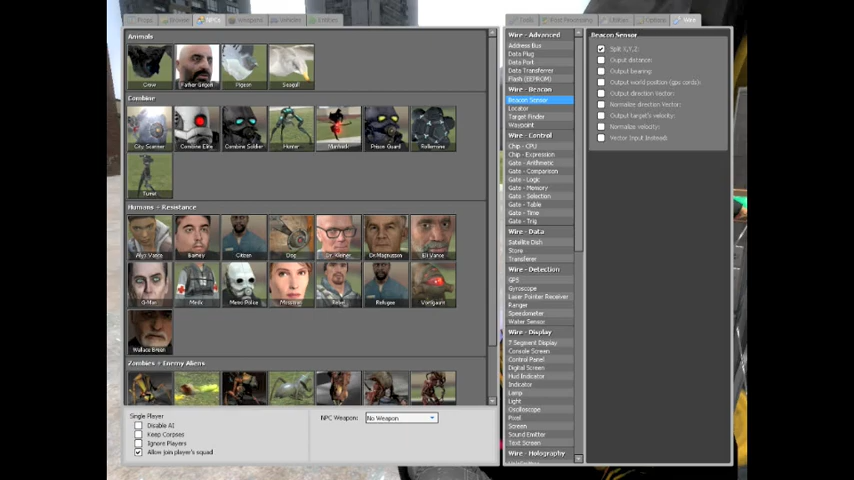 Props
Browse
NPCs
Weapons
Vehicles
Entities
Tools
Post Processing
Utilities
Options
Wire
Animals
Crow
Father Grigori
Pigeon
Seagull
Combine
City Scanner
Combine Elite
Combine Soldier
Hunter
Manhack
Prison Guard
Rollermine
Turret
Humans + Resistance
Alyx Vance
Barney
Citizen
Dog
Dr. Kleiner
Dr. Magnusson
Eli Vance
G-Man
Medic
Metro Police
Mossman
Rebel
Refugee
Vortigaunt
Wallace Breen
Zombies + Enemy Aliens
Single Player
Disable AI
Keep Corpses
Ignore Players
Allow join player's squad
NPC Weapon:
No Weapon
Wire - Advanced
Address Bus
Data Plug
Data Port
Data Transferer
Flash (EEPROM)
Wire - Beacon
Beacon Sensor
Locator
Target Finder
Waypoint
Wire - Control
Chip - CPU
Chip - Expression
Gate - Arithmetic
Gate - Comparison
Gate - Logic
Gate - Memory
Gate - Selection
Gate - Table
Gate - Time
Gate - Trig
Wire - Data
Satellite Dish
Store
Transferer
Wire - Detection
GPS
Gyroscope
Laser Pointer Receiver
Ranger
Speedometer
Water Sensor
Wire - Display
7 Segment Display
Console Screen
Control Panel
Digital Screen
Hud Indicator
Indicator
Lamp
Light
Oscilloscope
Pixel
Screen
Sound Emitter
Text Screen
Wire - Holography
Beacon Sensor
Split X,Y,Z:
Ouput distance:
Output bearing:
Output world position (gps cords):
Output direction Vector:
Normalize direction Vector:
Output target's velocity:
Normalize velocity:
Vector Input Instead: